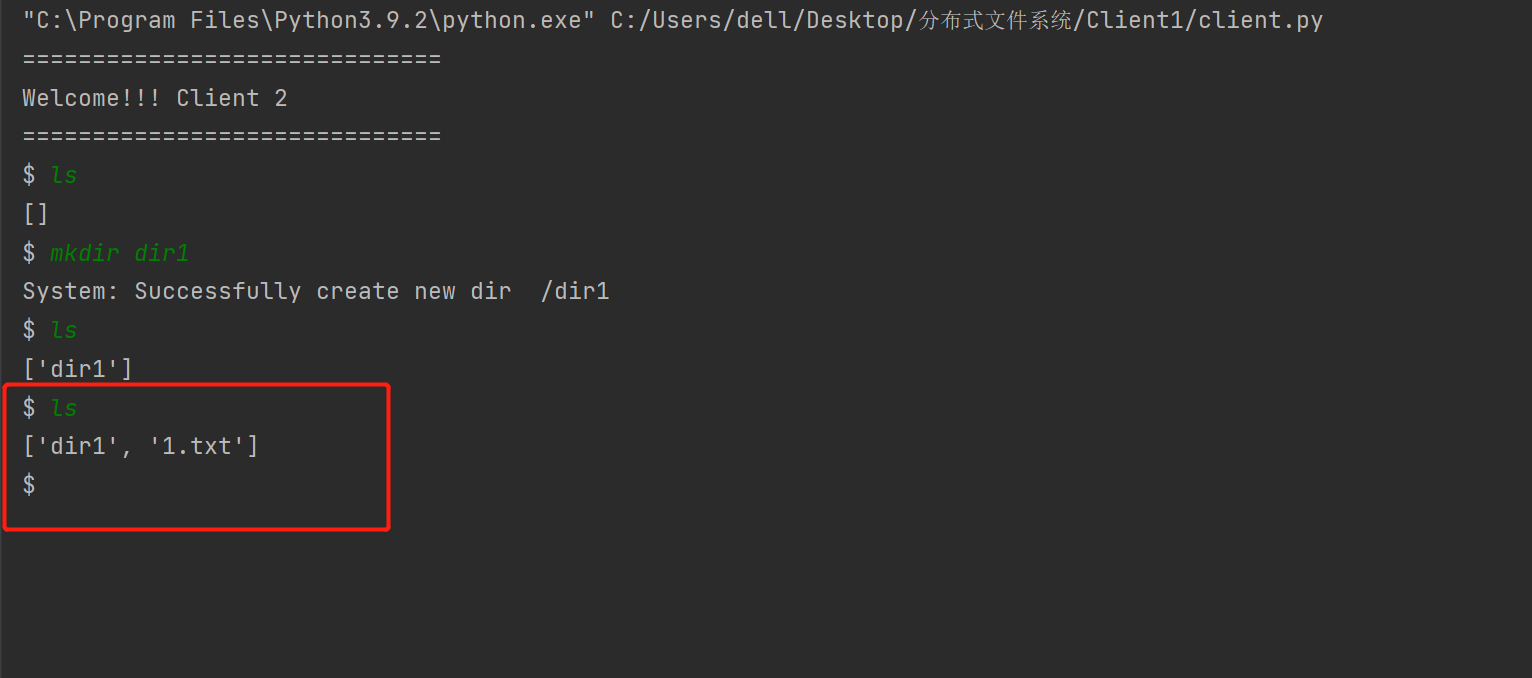 "C:\Program Files\Python3.9.2\python.exe" C:/Users/dell/Desktop/分布式文件系统/Client1/client.py
==============================
Welcome!!! Client 2
==============================
$ ls
[]
$ mkdir dir1
System: Successfully create new dir  /dir1
$ ls
['dir1']
$ ls
['dir1', '1.txt']
$